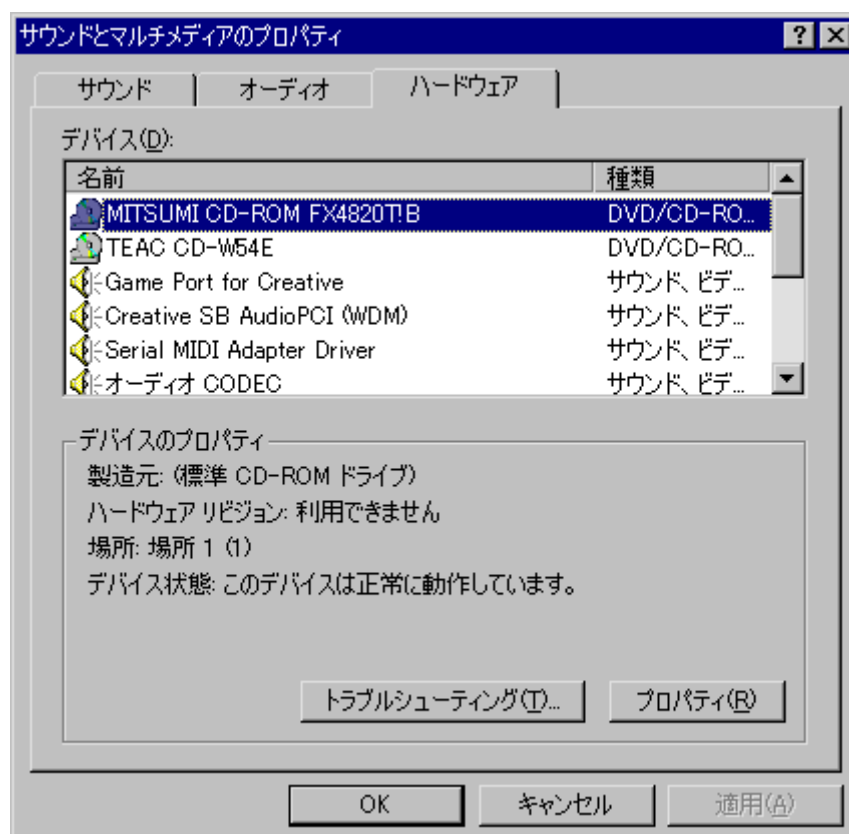 サウンドとマルチメディアのプロパティ
サウンド オーディオ ハードウェア
デバイス(D):
名前 種類
MITSUMI CD-ROM FX4820T!B DVD/CD-RO...
TEAC CD-W54E DVD/CD-RO...
Game Port for Creative サウンド、ビデ...
Creative SB AudioPCI (WDM) サウンド、ビデ...
Serial MIDI Adapter Driver サウンド、ビデ...
オーディオ CODEC サウンド、ビデ...
デバイスのプロパティ
製造元: (標準 CD-ROM ドライブ)
ハードウェア リビジョン: 利用できません
場所: 場所 1 (1)
デバイス状態: このデバイスは正常に動作しています。
トラブルシューティング(T)... プロパティ(R)
OK キャンセル 適用(A)